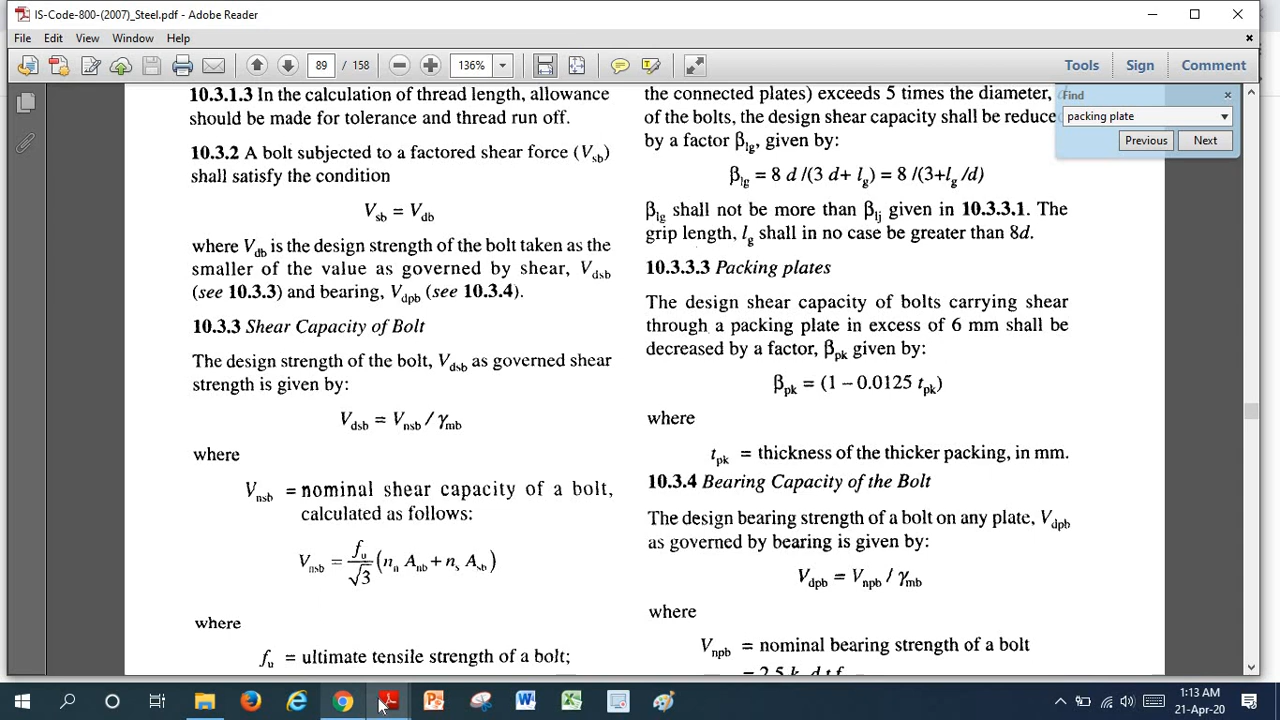 IS-Code-800-(2007)_Steel.pdf - Adobe Reader
File Edit View Window Help
89 / 158
136%
Tools Sign Comment
Find
packing plate
Previous Next
10.3.1.3 In the calculation of thread length, allowance
should be made for tolerance and thread run off.
10.3.2 A bolt subjected to a factored shear force (Vsb)
shall satisfy the condition
Vsb = Vdb
where Vdb is the design strength of the bolt taken as the
smaller of the value as governed by shear, Vdsb
(see 10.3.3) and bearing, Vdpb (see 10.3.4).
10.3.3 Shear Capacity of Bolt
The design strength of the bolt, Vdsb as governed shear
strength is given by:
Vdsb = Vnsb / γmb
where
Vnsb = nominal shear capacity of a bolt,
calculated as follows:
Vnsb = fu/√3 (nn Anb + ns Asb)
where
fu = ultimate tensile strength of a bolt;
the connected plates) exceeds 5 times the diameter, d
of the bolts, the design shear capacity shall be reduce
by a factor βlg, given by:
βlg = 8 d /(3 d+ lg) = 8 /(3+lg /d)
βlg shall not be more than βlj given in 10.3.3.1. The
grip length, lg shall in no case be greater than 8d.
10.3.3.3 Packing plates
The design shear capacity of bolts carrying shear
through a packing plate in excess of 6 mm shall be
decreased by a factor, βpk given by:
βpk = (1 – 0.0125 tpk)
where
tpk = thickness of the thicker packing, in mm.
10.3.4 Bearing Capacity of the Bolt
The design bearing strength of a bolt on any plate, Vdpb
as governed by bearing is given by:
Vdpb = Vnpb / γmb
where
Vnpb = nominal bearing strength of a bolt
1:13 AM
21-Apr-20